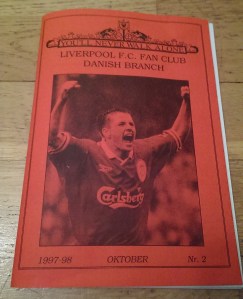 YOU'LL NEVER WALK ALONE
LIVERPOOL F.C. FAN CLUB
DANISH BRANCH
Carlsberg
1997-98 OKTOBER Nr. 2